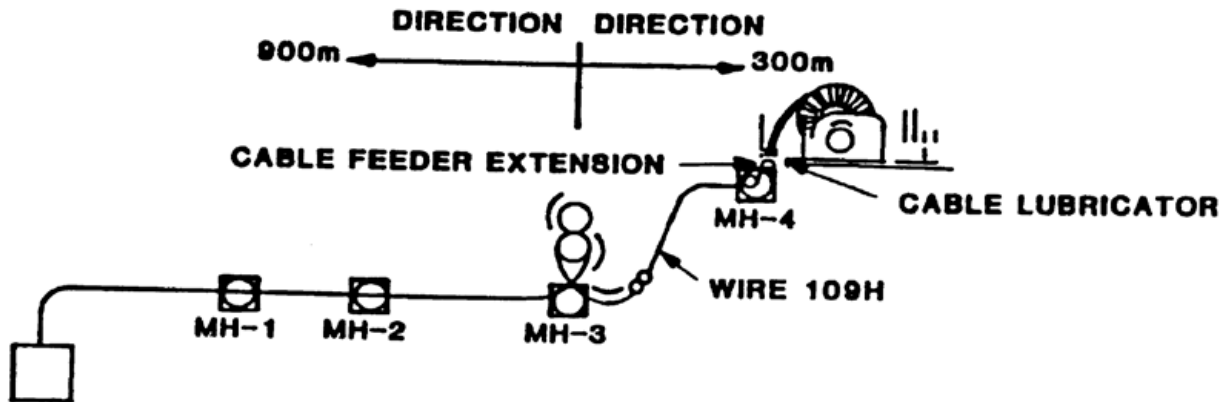 DIRECTION DIRECTION
900m 300m
CABLE FEEDER EXTENSION
CABLE LUBRICATOR
MH-4
WIRE 109H
MH-1 MH-2 MH-3